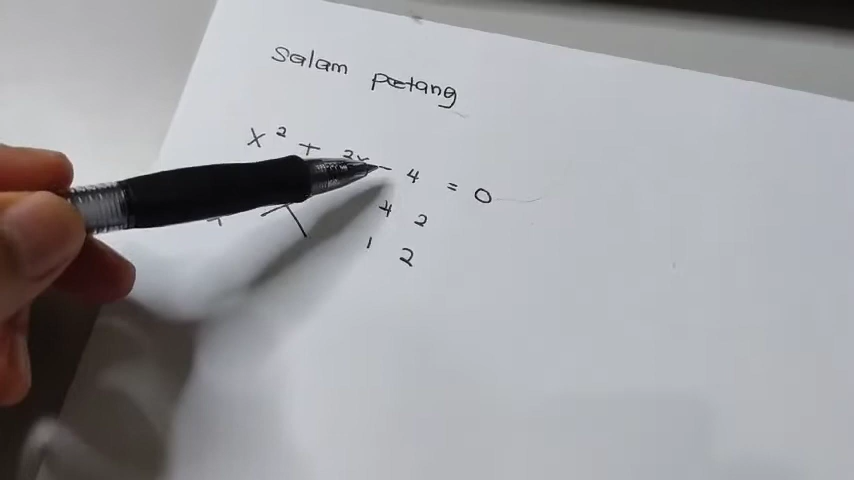 Salam petang
x² + 2x - 4 = 0
4 2
1 2